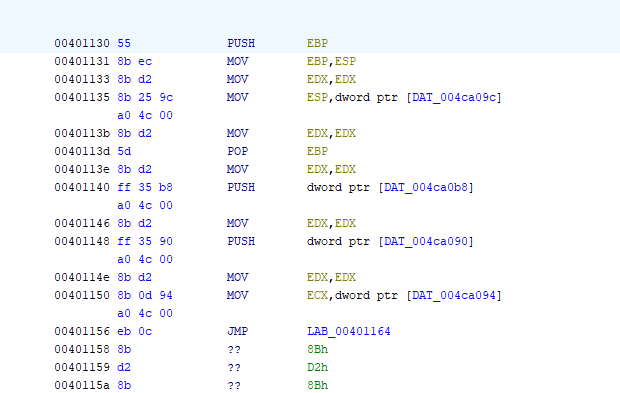 00401130 55 PUSH EBP
00401131 8b ec MOV EBP,ESP
00401133 8b d2 MOV EDX,EDX
00401135 8b 25 9c MOV ESP,dword ptr [DAT_004ca09c]
a0 4c 00
0040113b 8b d2 MOV EDX,EDX
0040113d 5d POP EBP
0040113e 8b d2 MOV EDX,EDX
00401140 ff 35 b8 PUSH dword ptr [DAT_004ca0b8]
a0 4c 00
00401146 8b d2 MOV EDX,EDX
00401148 ff 35 90 PUSH dword ptr [DAT_004ca090]
a0 4c 00
0040114e 8b d2 MOV EDX,EDX
00401150 8b 0d 94 MOV ECX,dword ptr [DAT_004ca094]
a0 4c 00
00401156 eb 0c JMP LAB_00401164
00401158 8b ?? 8Bh
00401159 d2 ?? D2h
0040115a 8b ?? 8Bh